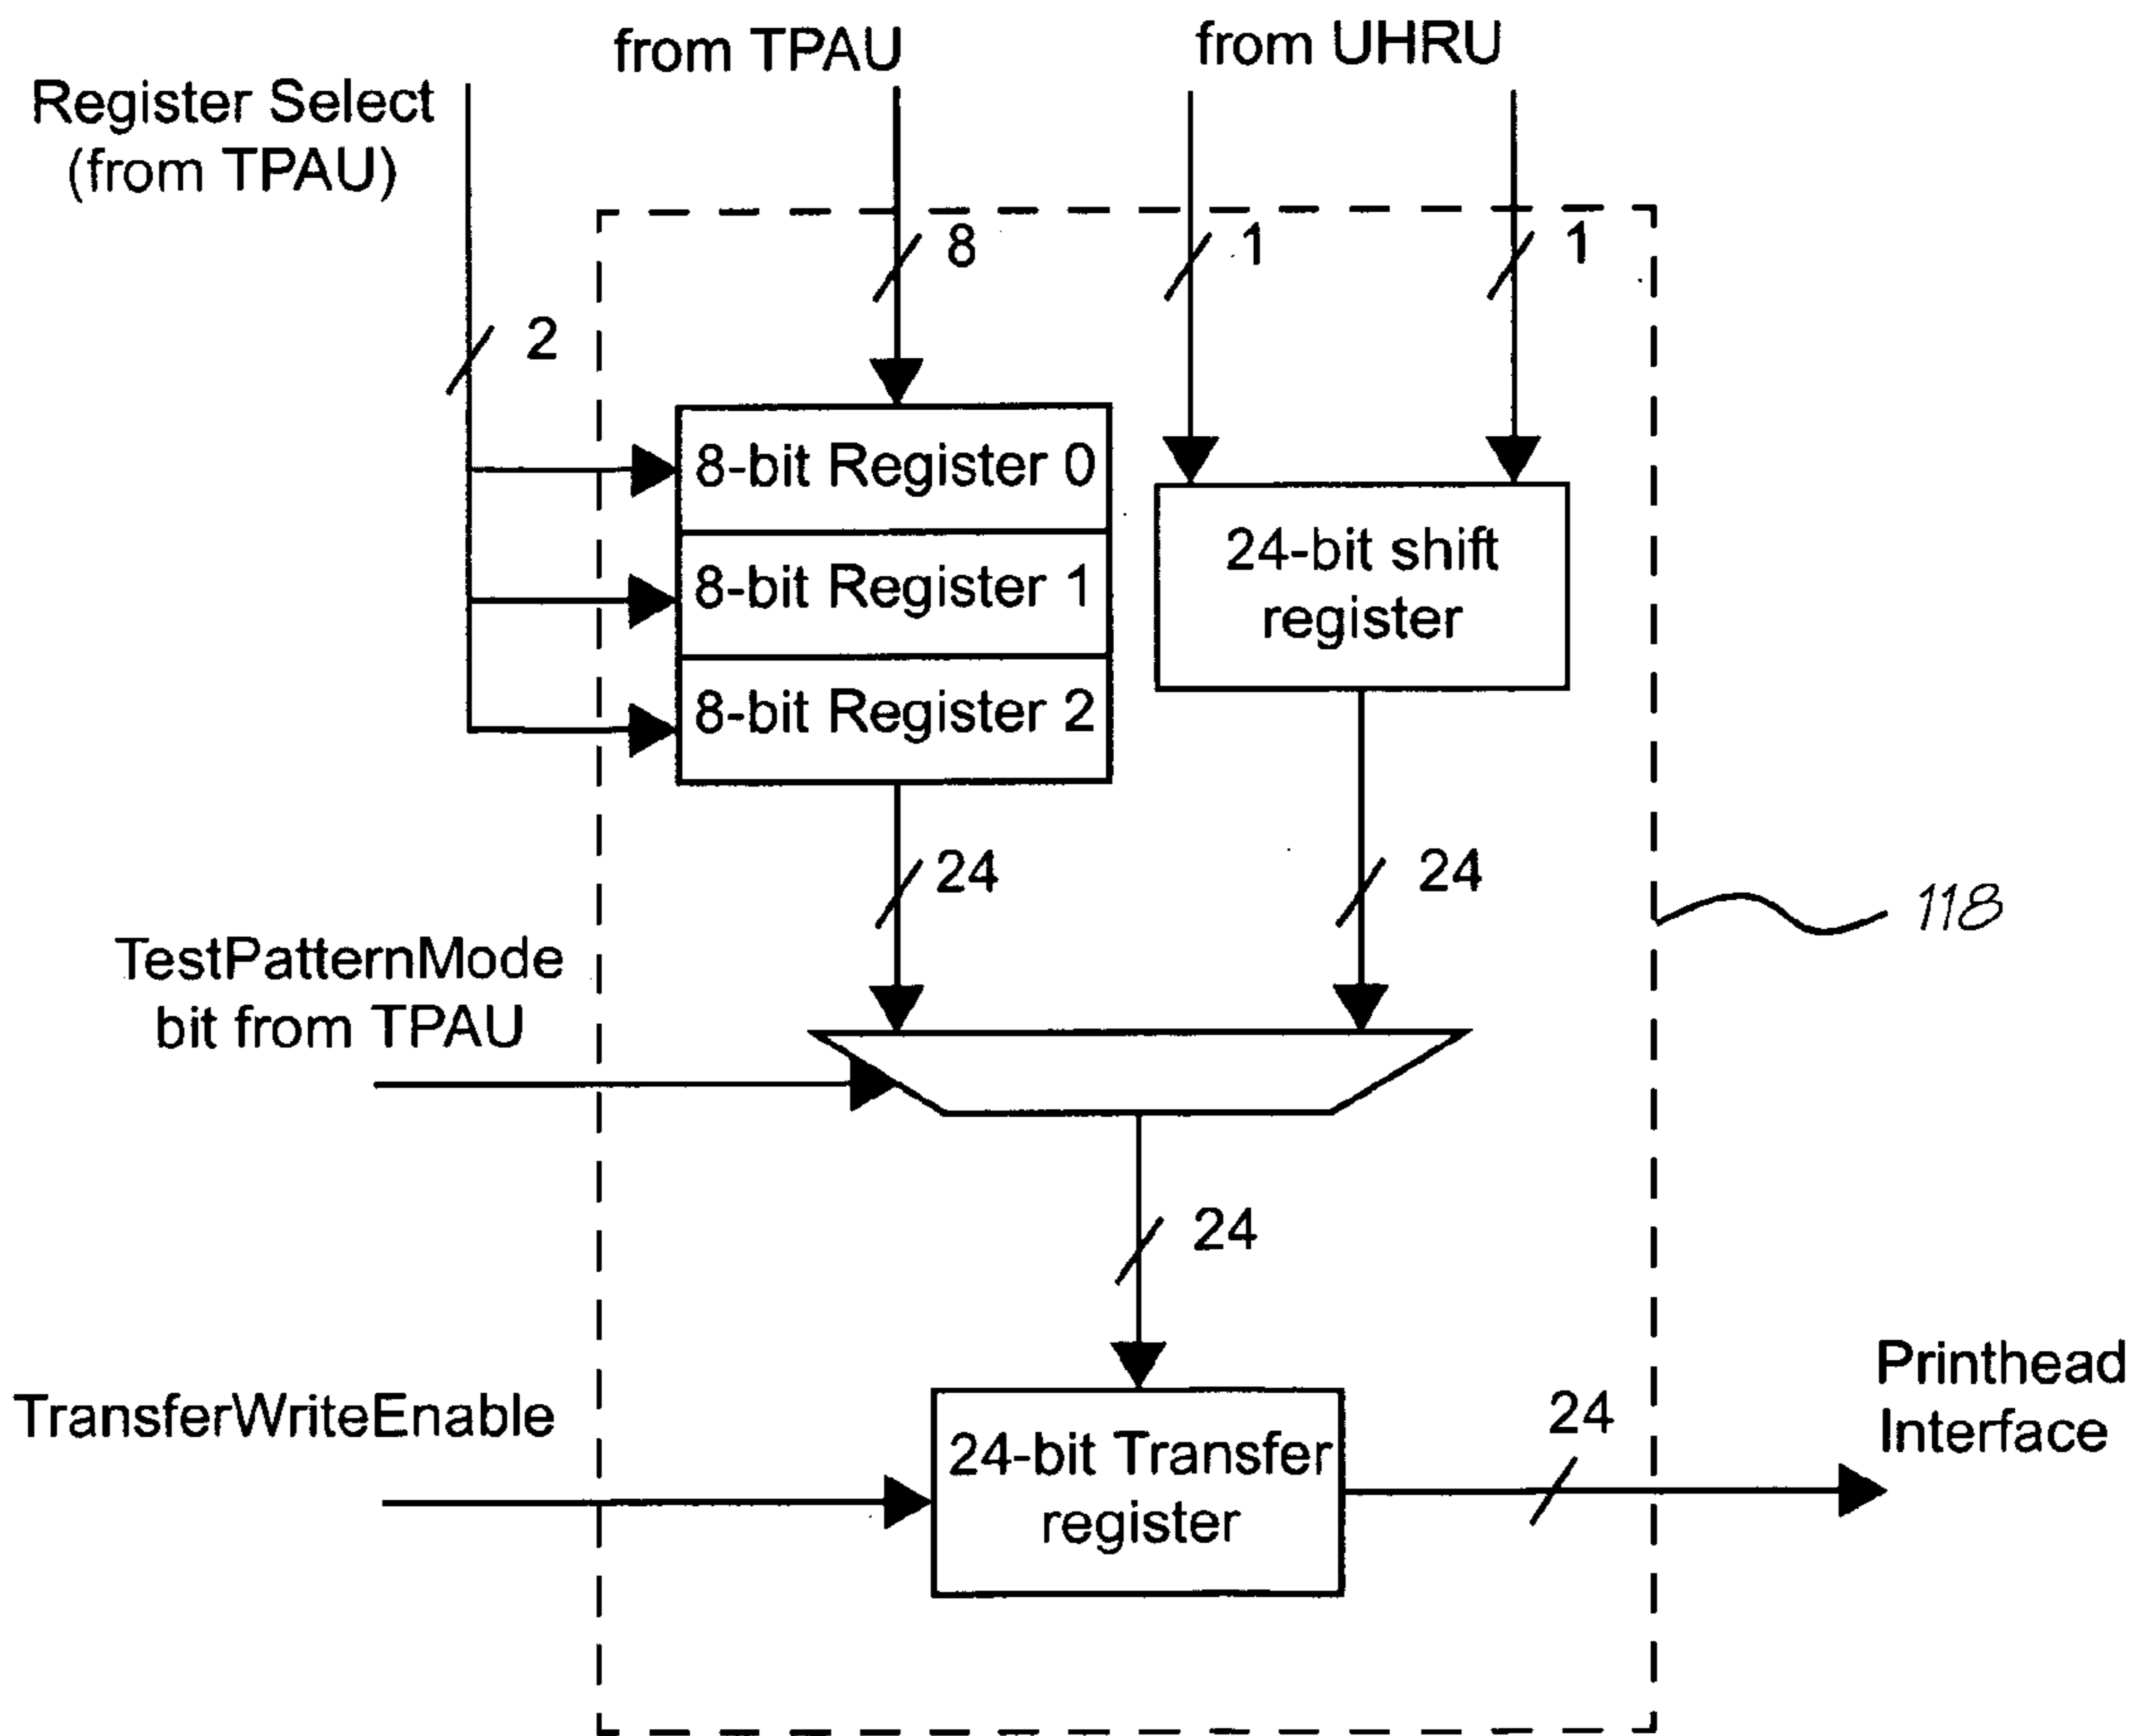 from TPAU
from UHRU
Register Select
(from TPAU)
8
1
1
2
8-bit Register 0
8-bit Register 1
8-bit Register 2
24-bit shift
register
24
24
118
TestPatternMode
bit from TPAU
24
TransferWriteEnable
24-bit Transfer
register
24
Printhead
Interface